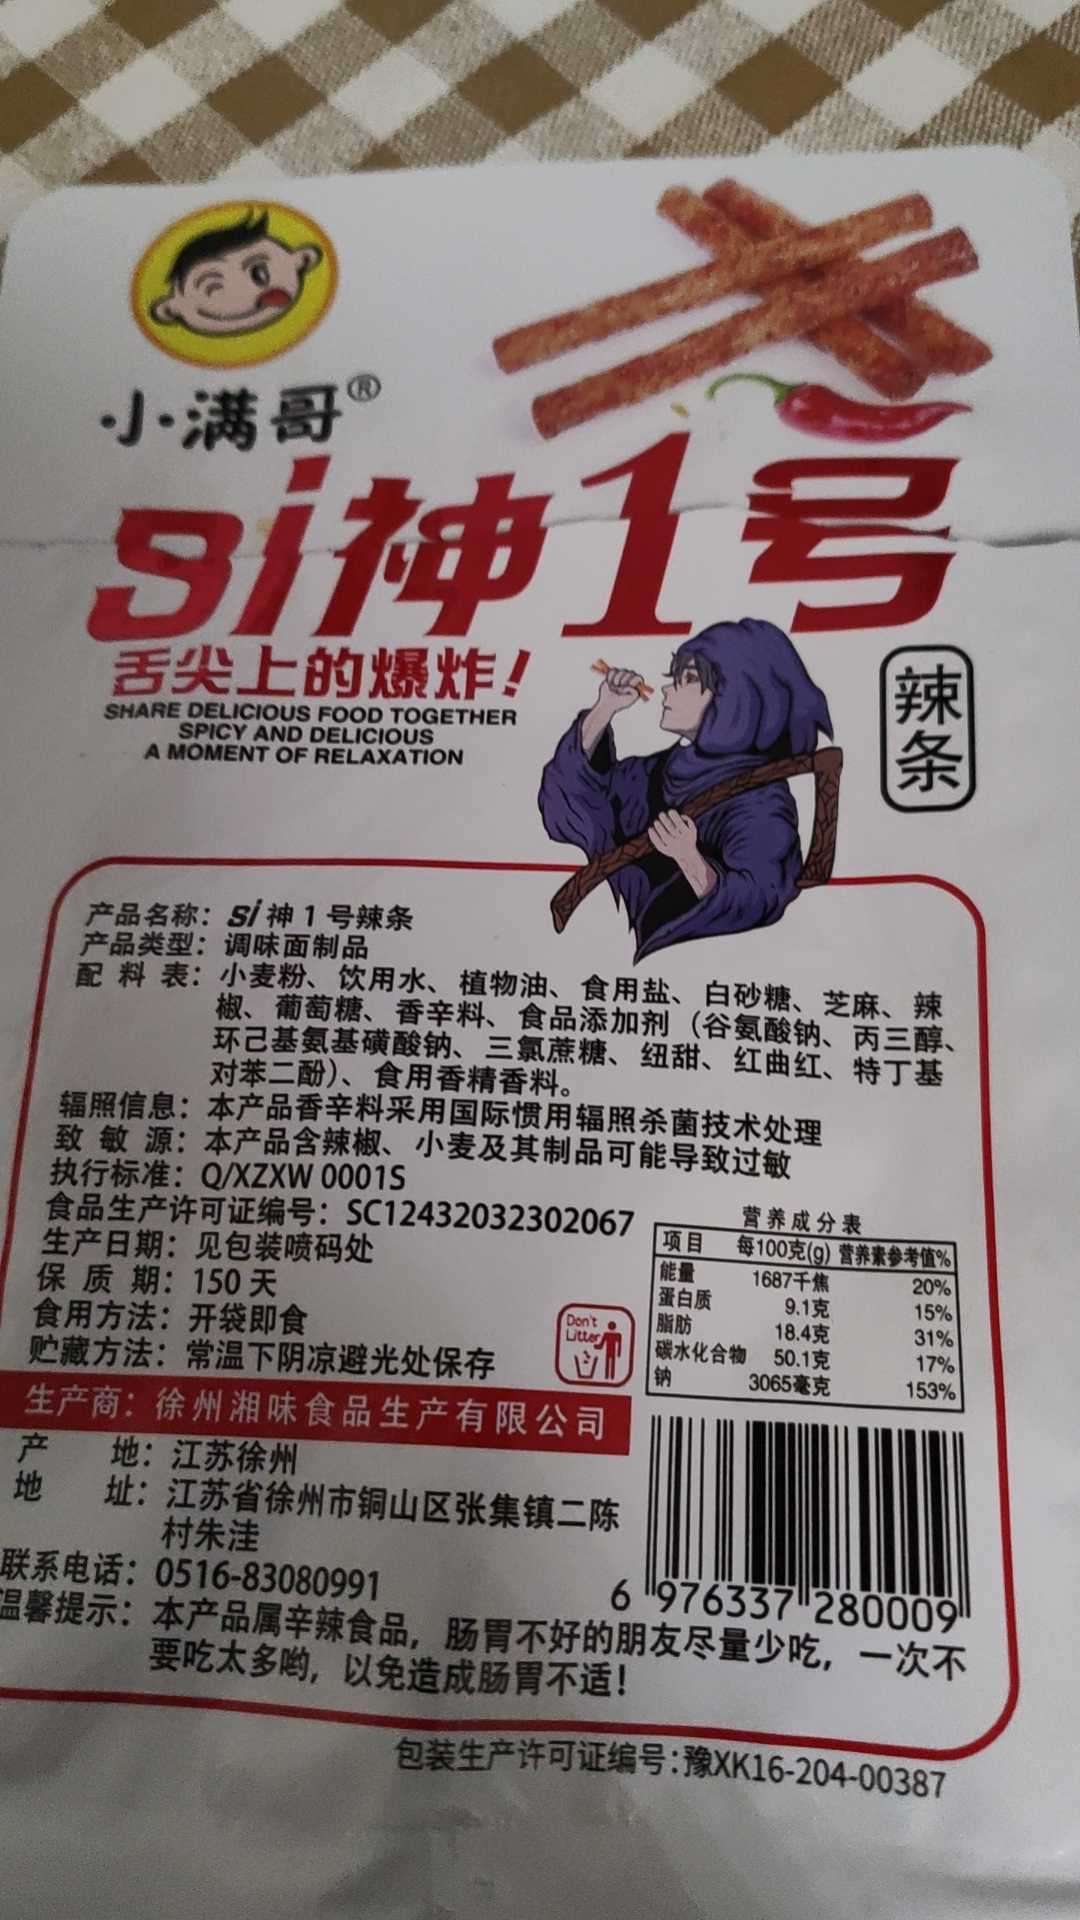 小满哥®
si神1号
舌尖上的爆炸！
SHARE DELICIOUS FOOD TOGETHER
SPICY AND DELICIOUS
A MOMENT OF RELAXATION
辣条
产品名称：si神1号辣条
产品类型：调味面制品
配料表：小麦粉、饮用水、植物油、食用盐、白砂糖、芝麻、辣
椒、葡萄糖、香辛料、食品添加剂（谷氨酸钠、丙三醇、
环己基氨基磺酸钠、三氯蔗糖、纽甜、红曲红、特丁基
对苯二酚）、食用香精香料。
辐照信息：本产品香辛料采用国际惯用辐照杀菌技术处理
致敏源：本产品含辣椒、小麦及其制品可能导致过敏
执行标准：Q/XZXW 0001S
食品生产许可证编号：SC12432032302067
生产日期：见包装喷码处
保质期：150天
食用方法：开袋即食
贮藏方法：常温下阴凉避光处保存
Don't
Litter
营养成分表
项目 每100克(g) 营养素参考值%
能量 1687千焦 20%
蛋白质 9.1克 15%
脂肪 18.4克 31%
碳水化合物 50.1克 17%
钠 3065毫克 153%
生产商：徐州湘味食品生产有限公司
产地：江苏徐州
地址：江苏省徐州市铜山区张集镇二陈
村朱洼
联系电话：0516-83080991
6 976337 280009
温馨提示：本产品属辛辣食品，肠胃不好的朋友尽量少吃，一次不
要吃太多哟，以免造成肠胃不适！
包装生产许可证编号：豫XK16-204-00387